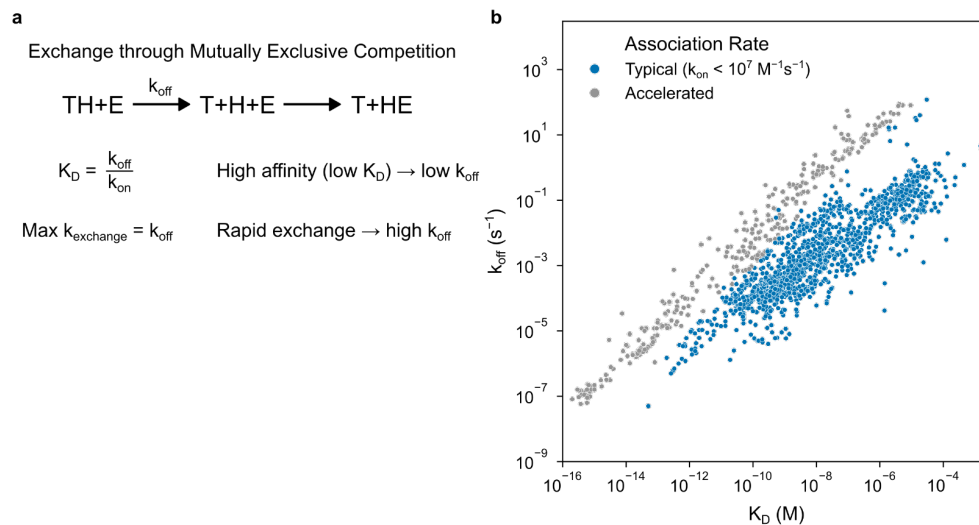 a
Exchange through Mutually Exclusive Competition
k_off
TH+E → T+H+E → T+HE
K_D = k_off / k_on
High affinity (low K_D) → low k_off
Max k_exchange = k_off
Rapid exchange → high k_off
b
Association Rate
Typical (k_on < 10^7 M^−1s^−1)
Accelerated
k_off (s^−1)
10^3
10^1
10^−1
10^−3
10^−5
10^−7
10^−9
10^−16
10^−14
10^−12
10^−10
10^−8
10^−6
10^−4
K_D (M)